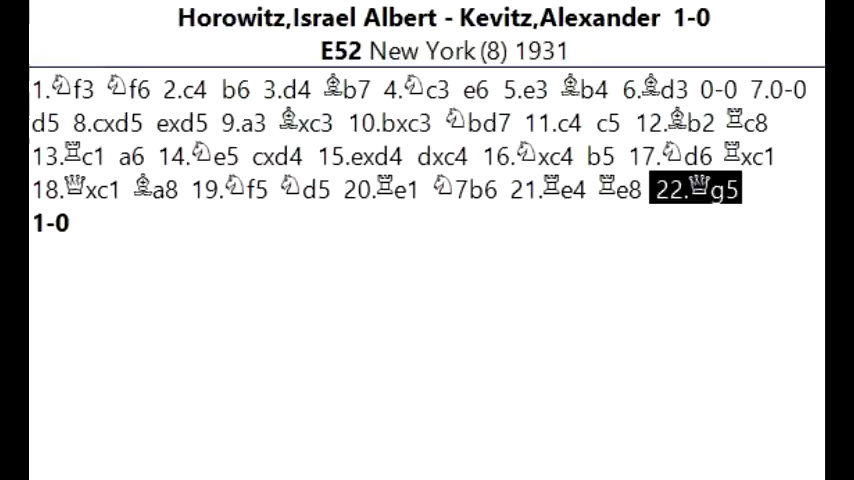 Horowitz,Israel Albert - Kevitz,Alexander 1-0
E52 New York (8) 1931
1.♘f3 ♘f6 2.c4 b6 3.d4 ♗b7 4.♘c3 e6 5.e3 ♗b4 6.♗d3 0-0 7.0-0
d5 8.cxd5 exd5 9.a3 ♗xc3 10.bxc3 ♘bd7 11.c4 c5 12.♗b2 ♖c8
13.♖c1 a6 14.♘e5 cxd4 15.exd4 dxc4 16.♘xc4 b5 17.♘d6 ♖xc1
18.♕xc1 ♗a8 19.♘f5 ♘d5 20.♖e1 ♘7b6 21.♖e4 ♖e8 22.♕g5
1-0